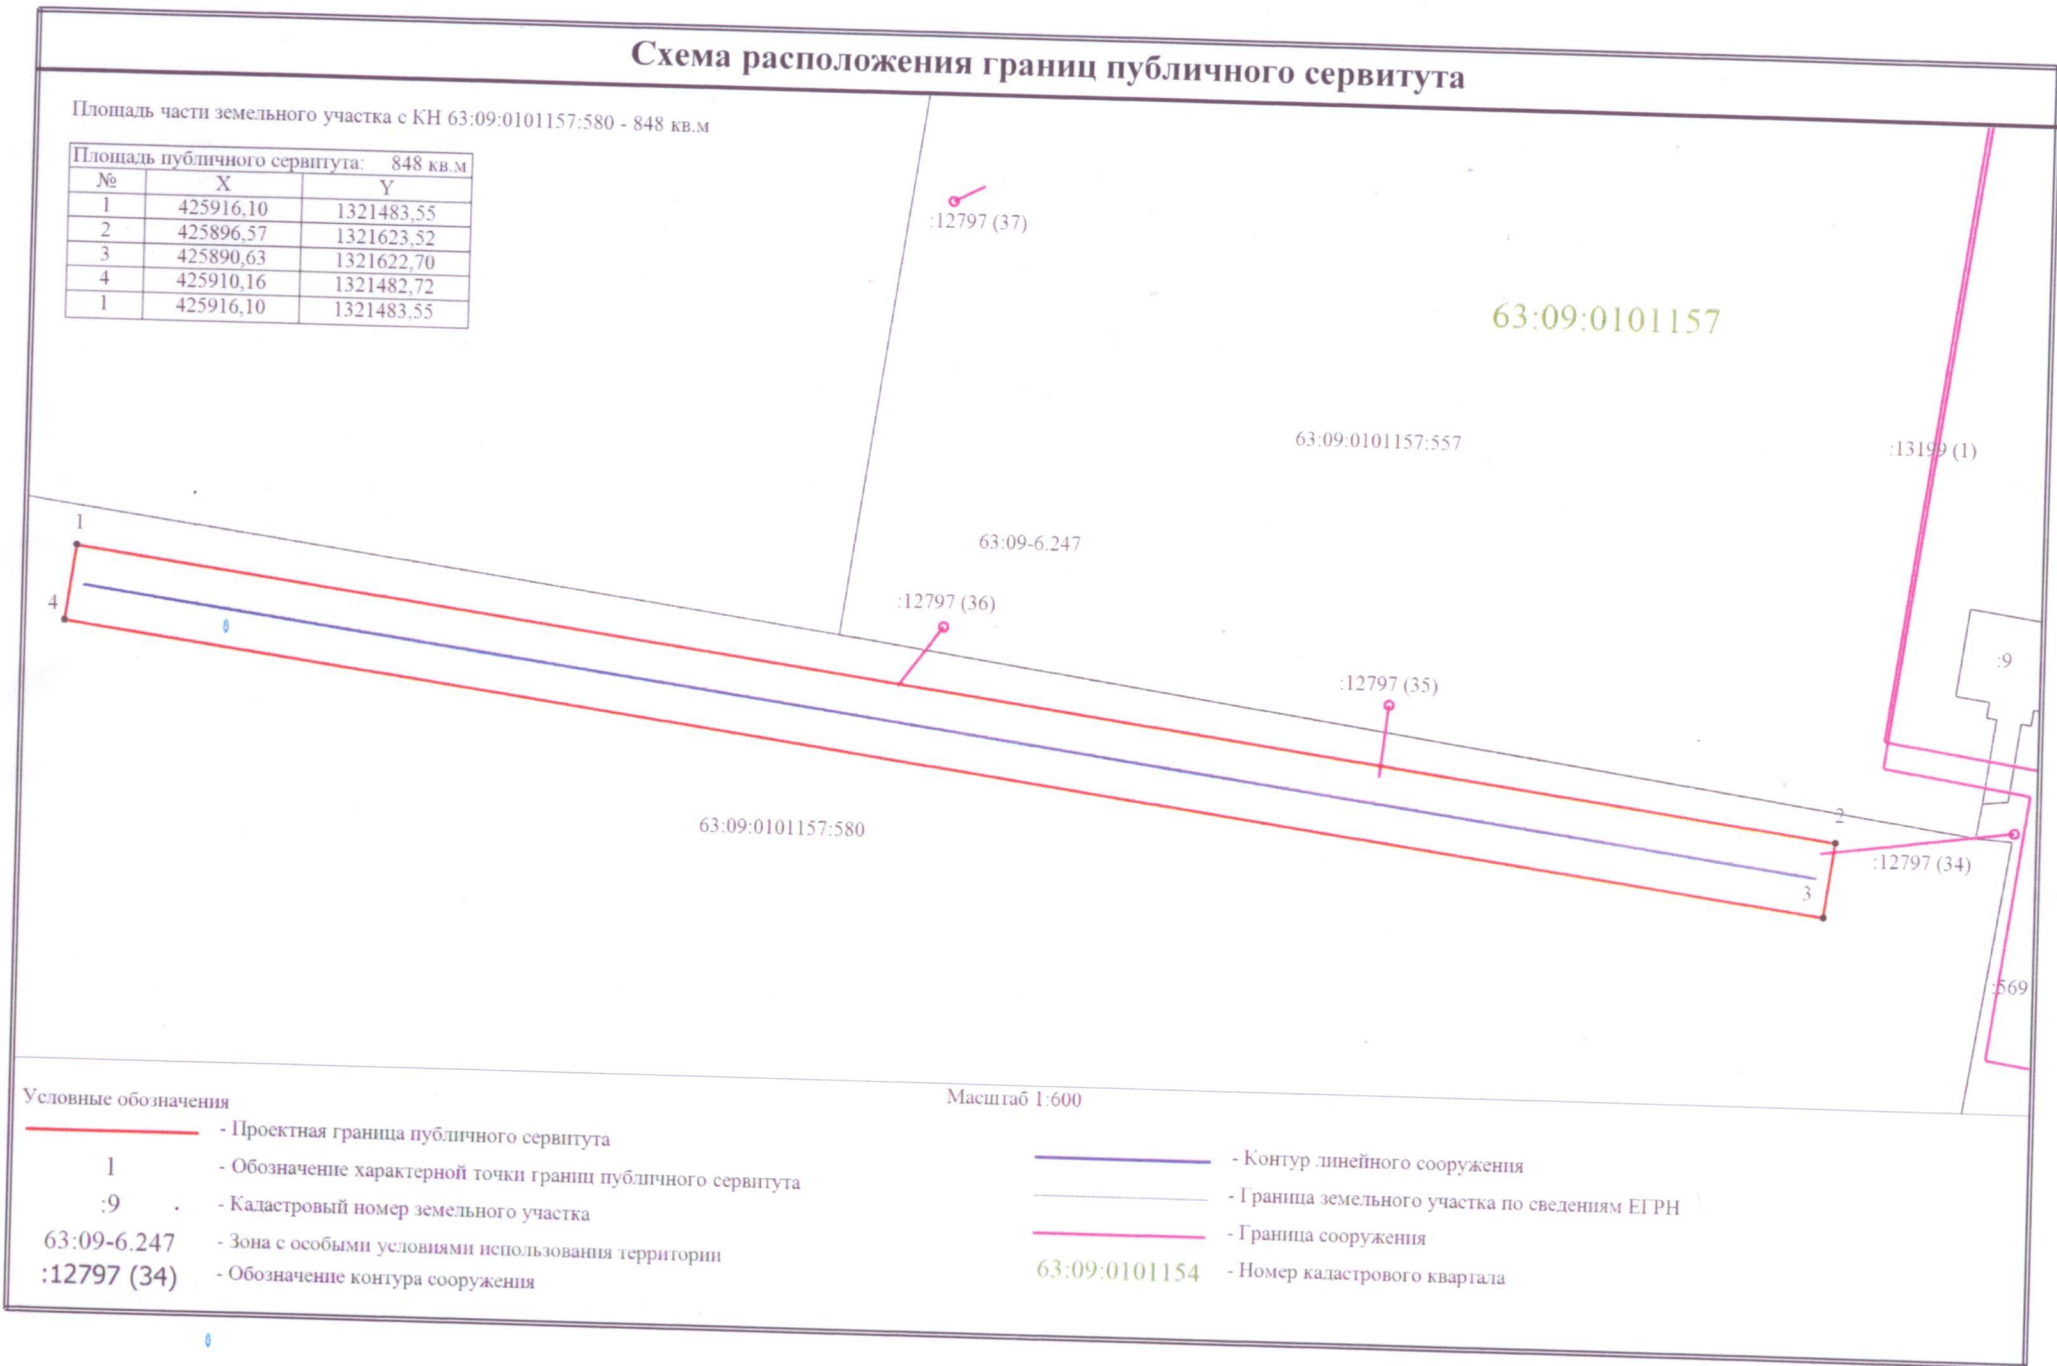 Схема расположения границ публичного сервитута
Площадь части земельного участка с КН 63:09:0101157:580 - 848 кв.м
Площадь публичного сервитута: 848 кв.м
№ X Y
1 425916,10 1321483,55
2 425896,57 1321623,52
3 425890,63 1321622,70
4 425910,16 1321482,72
1 425916,10 1321483,55
:12797 (37)
63:09:0101157
63:09:0101157:557
:13199 (1)
1
63:09-6.247
4
:12797 (36)
:9
:12797 (35)
2
63:09:0101157:580
:12797 (34)
3
:569
Условные обозначения
Масштаб 1:600
- Проектная граница публичного сервитута
1 - Обозначение характерной точки границ публичного сервитута
:9 - Кадастровый номер земельного участка
63:09-6.247 - Зона с особыми условиями использования территории
:12797 (34) - Обозначение контура сооружения
- Контур линейного сооружения
- Граница земельного участка по сведениям ЕГРН
- Граница сооружения
63:09:0101154 - Номер кадастрового квартала